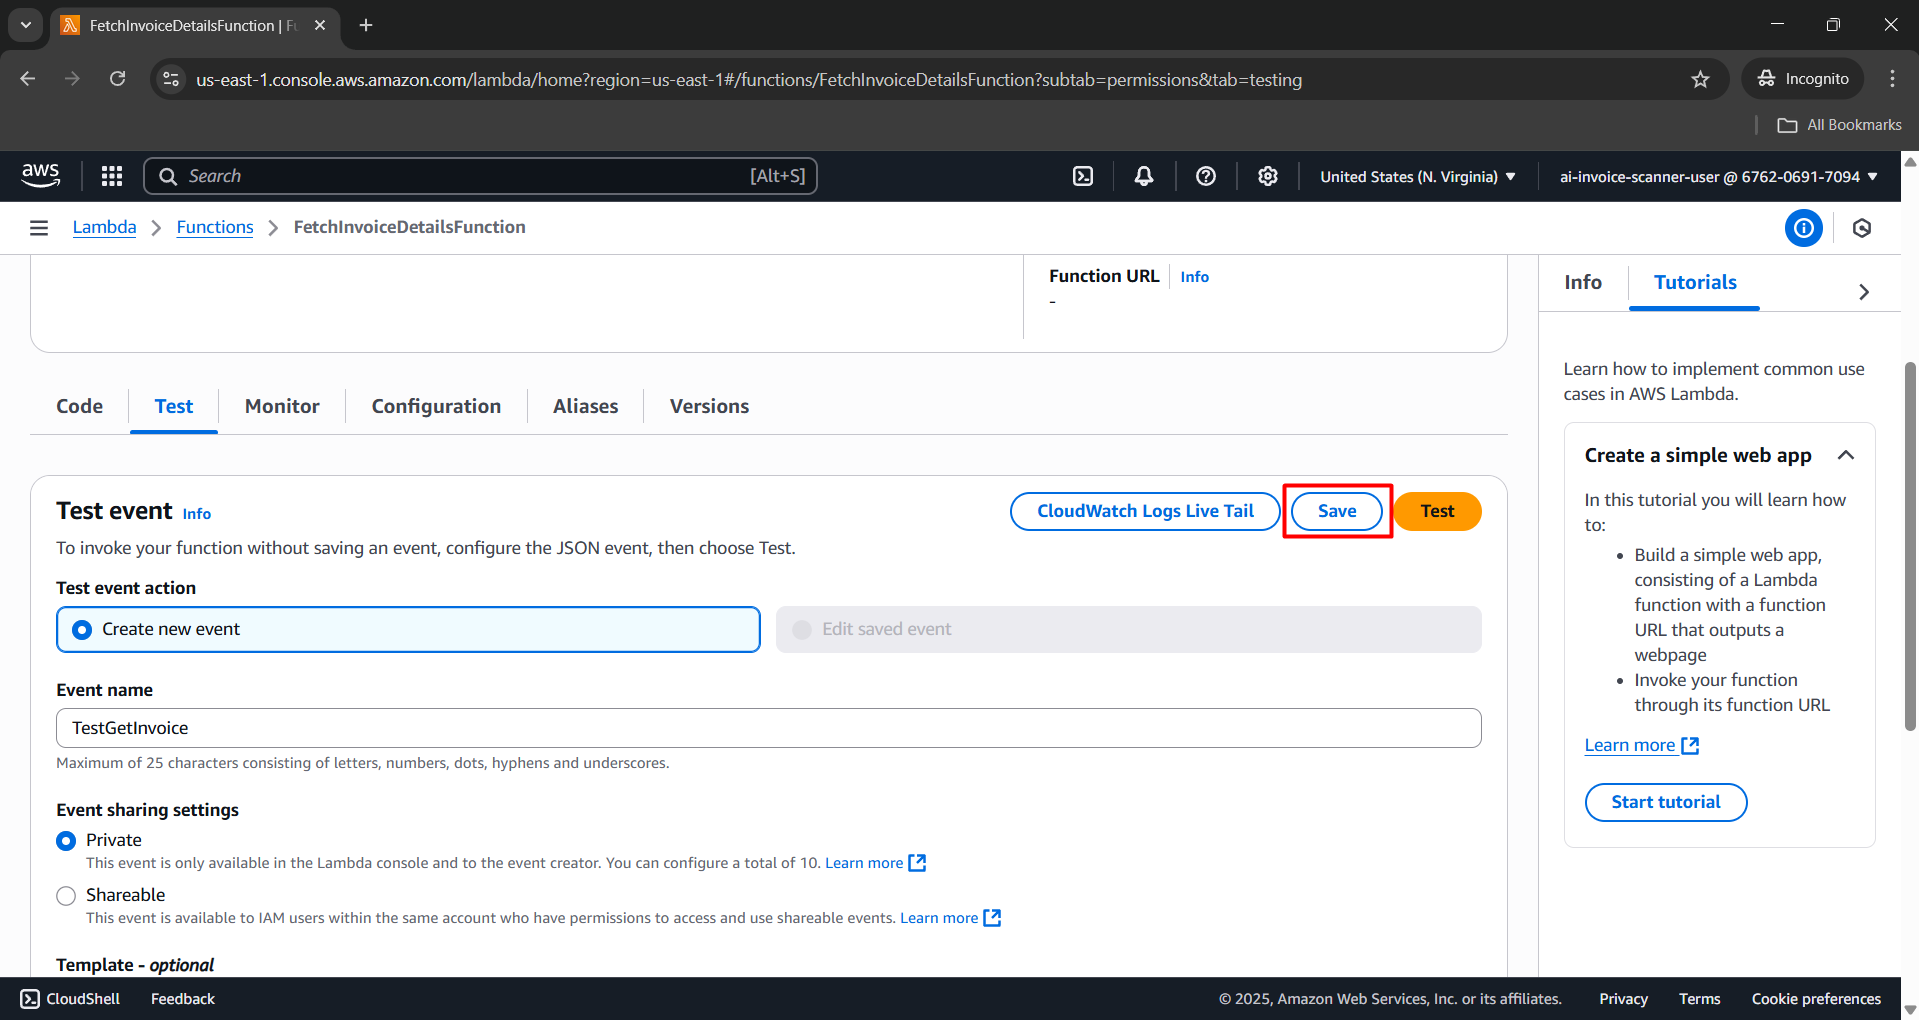 FetchInvoiceDetailsFunction | Fu
us-east-1.console.aws.amazon.com/lambda/home?region=us-east-1#/functions/FetchInvoiceDetailsFunction?subtab=permissions&tab=testing
Incognito
All Bookmarks
aws
Search
[Alt+S]
United States (N. Virginia)
ai-invoice-scanner-user @ 6762-0691-7094
Lambda
Functions
FetchInvoiceDetailsFunction
Function URL
Info
-
Info
Tutorials
Code
Test
Monitor
Configuration
Aliases
Versions
Test event
Info
CloudWatch Logs Live Tail
Save
Test
To invoke your function without saving an event, configure the JSON event, then choose Test.
Test event action
Create new event
Edit saved event
Event name
TestGetInvoice
Maximum of 25 characters consisting of letters, numbers, dots, hyphens and underscores.
Event sharing settings
Private
This event is only available in the Lambda console and to the event creator. You can configure a total of 10. Learn more
Shareable
This event is available to IAM users within the same account who have permissions to access and use shareable events. Learn more
Template - optional
Learn how to implement common use
cases in AWS Lambda.
Create a simple web app
In this tutorial you will learn how
to:
• Build a simple web app,
consisting of a Lambda
function with a function
URL that outputs a
webpage
• Invoke your function
through its function URL
Learn more
Start tutorial
CloudShell
Feedback
© 2025, Amazon Web Services, Inc. or its affiliates.
Privacy
Terms
Cookie preferences